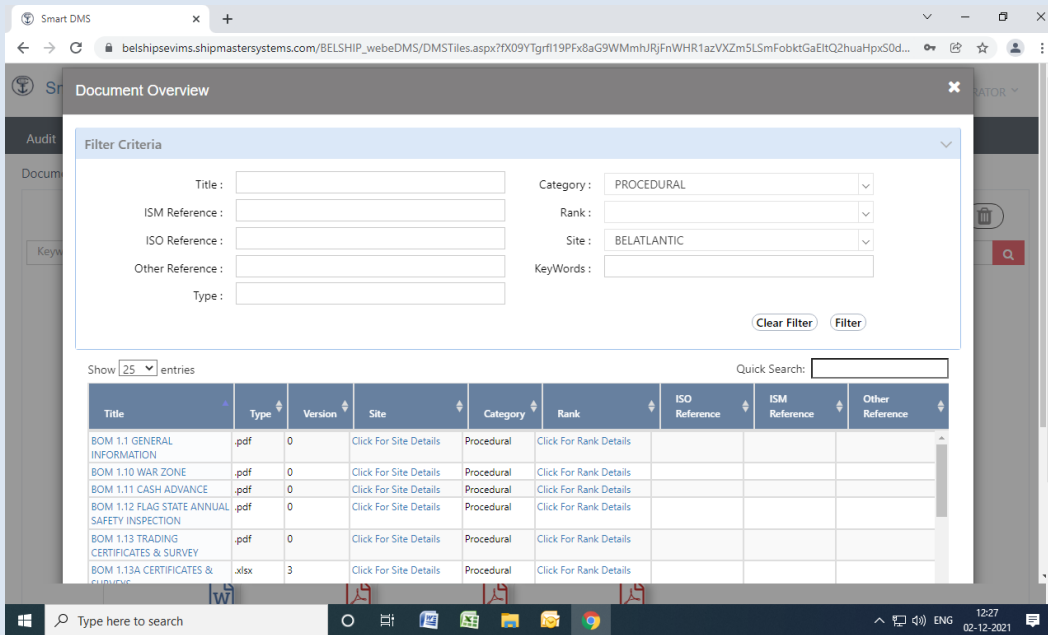 Smart DMS
belshipsevims.shipmastersystems.com/BELSHIP_webeDMS/DMSTiles.aspx?fX09YTgrfI19PFx8aG9WMmhJRjFnWHR1azVXZm5LSmFobktGaEltQ2huaHpxS0d...
Sr
Document Overview
RATOR
Audit
Docum
Filter Criteria
Title :
Category : PROCEDURAL
ISM Reference :
Rank :
ISO Reference :
Site : BELATLANTIC
Other Reference :
KeyWords :
Type :
Keyw
Clear Filter Filter
Show 25 entries
Quick Search:
Title Type Version Site Category Rank ISO Reference ISM Reference Other Reference
BOM 1.1 GENERAL INFORMATION .pdf 0 Click For Site Details Procedural Click For Rank Details
BOM 1.10 WAR ZONE .pdf 0 Click For Site Details Procedural Click For Rank Details
BOM 1.11 CASH ADVANCE .pdf 0 Click For Site Details Procedural Click For Rank Details
BOM 1.12 FLAG STATE ANNUAL SAFETY INSPECTION .pdf 0 Click For Site Details Procedural Click For Rank Details
BOM 1.13 TRADING CERTIFICATES & SURVEY .pdf 0 Click For Site Details Procedural Click For Rank Details
BOM 1.13A CERTIFICATES & SURVEYS .xlsx 3 Click For Site Details Procedural Click For Rank Details
Type here to search
ENG
12:27
02-12-2021